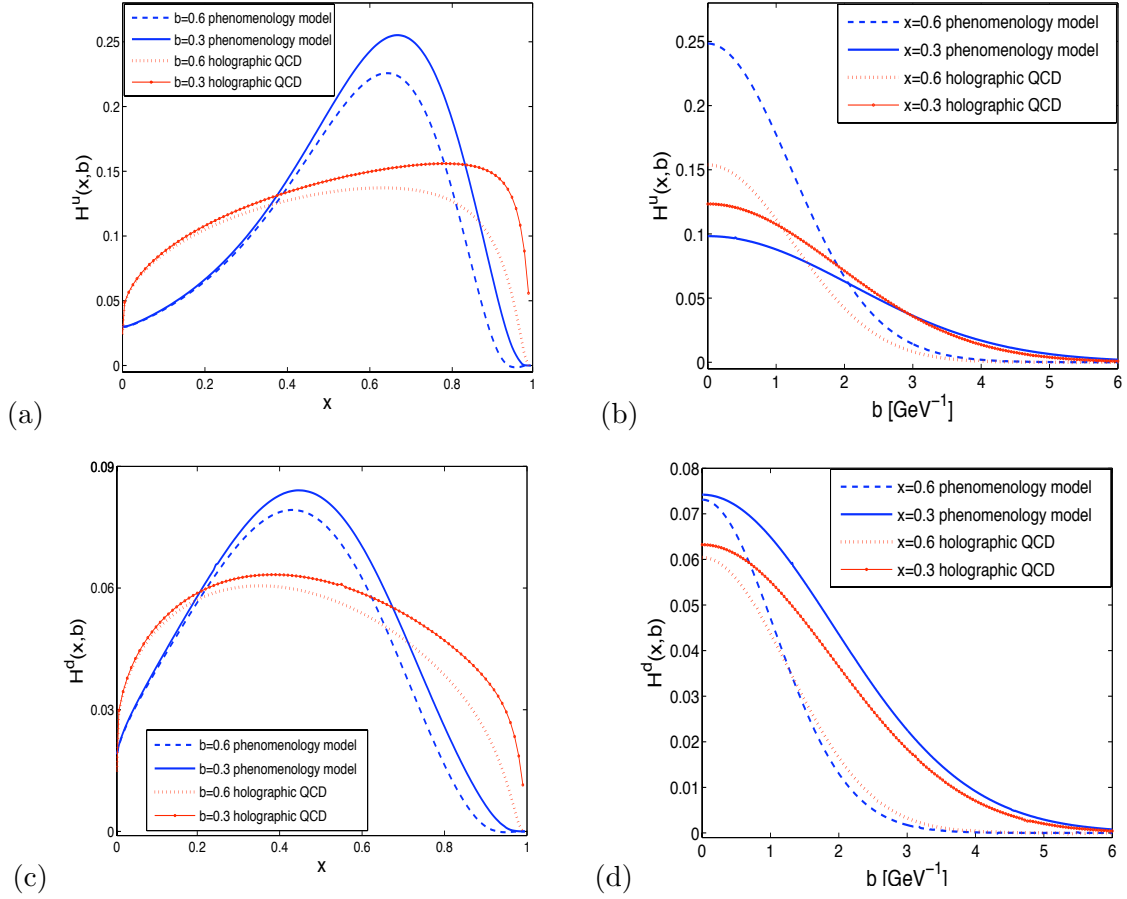 b=0.6 phenomenology model
b=0.3 phenomenology model
b=0.6 holographic QCD
b=0.3 holographic QCD
0.25
0.2
0.15
0.1
0.05
0
H^u(x,b)
0 0.2 0.4 0.6 0.8 1
x
(a)
x=0.6 phenomenology model
x=0.3 phenomenology model
x=0.6 holographic QCD
x=0.3 holographic QCD
0.25
0.20
0.15
0.1
0.05
0
H^u(x,b)
0 1 2 3 4 5 6
b [GeV^-1]
(b)
0.09
0.06
0.03
0
H^d(x,b)
b=0.6 phenomenology model
b=0.3 phenomenology model
b=0.6 holographic QCD
b=0.3 holographic QCD
0 0.2 0.4 0.6 0.8 1
x
(c)
x=0.6 phenomenology model
x=0.3 phenomenology model
x=0.6 holographic QCD
x=0.3 holographic QCD
0.08
0.07
0.06
0.05
0.04
0.03
0.02
0.01
0
H^d(x,b)
0 1 2 3 4 5 6
b [GeV^-1]
(d)